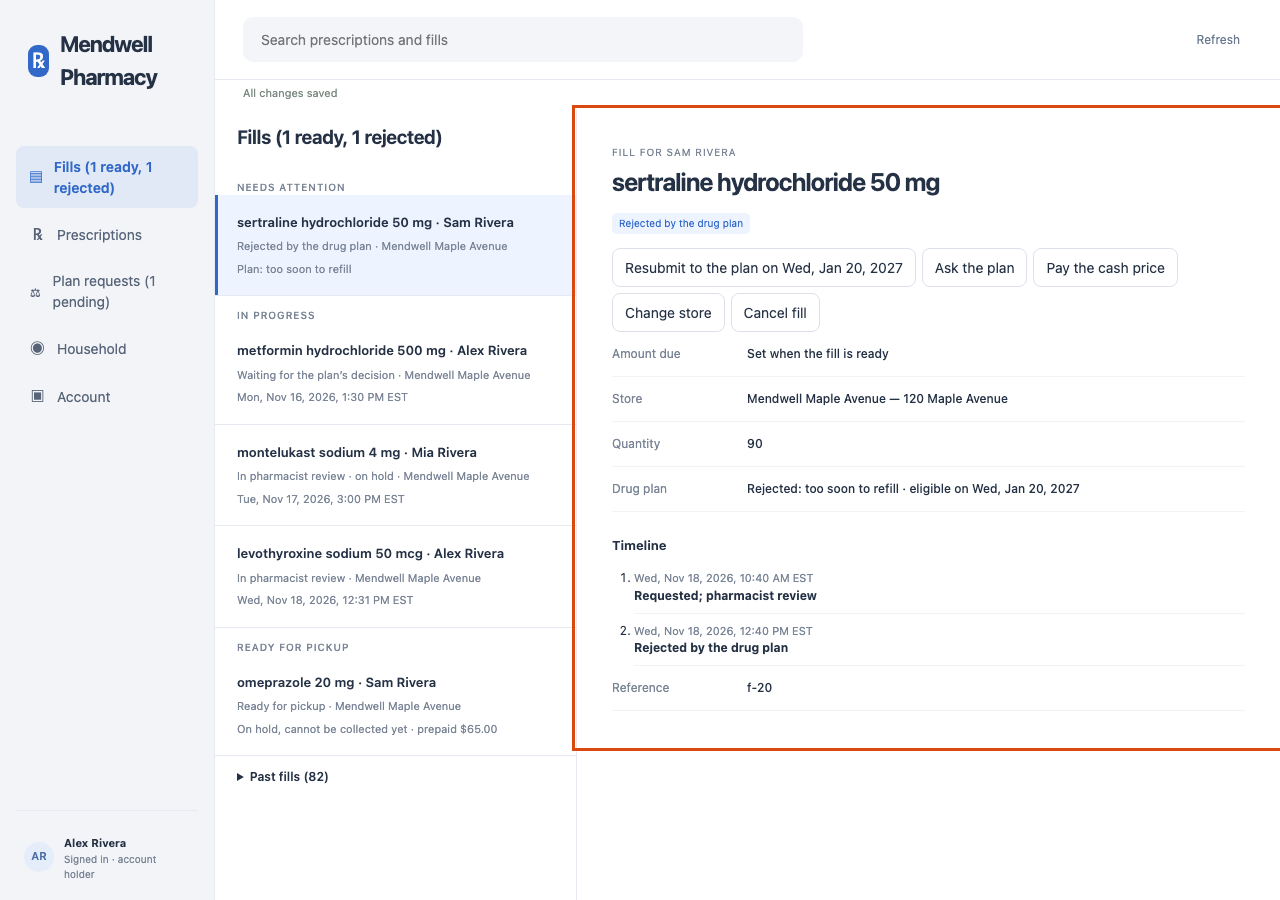 ℞
Mendwell
Pharmacy
Fills (1 ready, 1
rejected)
℞ Prescriptions
Plan requests (1
pending)
Household
Account
AR
Alex Rivera
Signed in · account
holder
Search prescriptions and fills
Refresh
All changes saved
Fills (1 ready, 1 rejected)
NEEDS ATTENTION
sertraline hydrochloride 50 mg · Sam Rivera
Rejected by the drug plan · Mendwell Maple Avenue
Plan: too soon to refill
IN PROGRESS
metformin hydrochloride 500 mg · Alex Rivera
Waiting for the plan's decision · Mendwell Maple Avenue
Mon, Nov 16, 2026, 1:30 PM EST
montelukast sodium 4 mg · Mia Rivera
In pharmacist review · on hold · Mendwell Maple Avenue
Tue, Nov 17, 2026, 3:00 PM EST
levothyroxine sodium 50 mcg · Alex Rivera
In pharmacist review · Mendwell Maple Avenue
Wed, Nov 18, 2026, 12:31 PM EST
READY FOR PICKUP
omeprazole 20 mg · Sam Rivera
Ready for pickup · Mendwell Maple Avenue
On hold, cannot be collected yet · prepaid $65.00
Past fills (82)
FILL FOR SAM RIVERA
sertraline hydrochloride 50 mg
Rejected by the drug plan
Resubmit to the plan on Wed, Jan 20, 2027
Ask the plan
Pay the cash price
Change store
Cancel fill
Amount due Set when the fill is ready
Store Mendwell Maple Avenue — 120 Maple Avenue
Quantity 90
Drug plan Rejected: too soon to refill · eligible on Wed, Jan 20, 2027
Timeline
1. Wed, Nov 18, 2026, 10:40 AM EST
Requested; pharmacist review
2. Wed, Nov 18, 2026, 12:40 PM EST
Rejected by the drug plan
Reference f-20